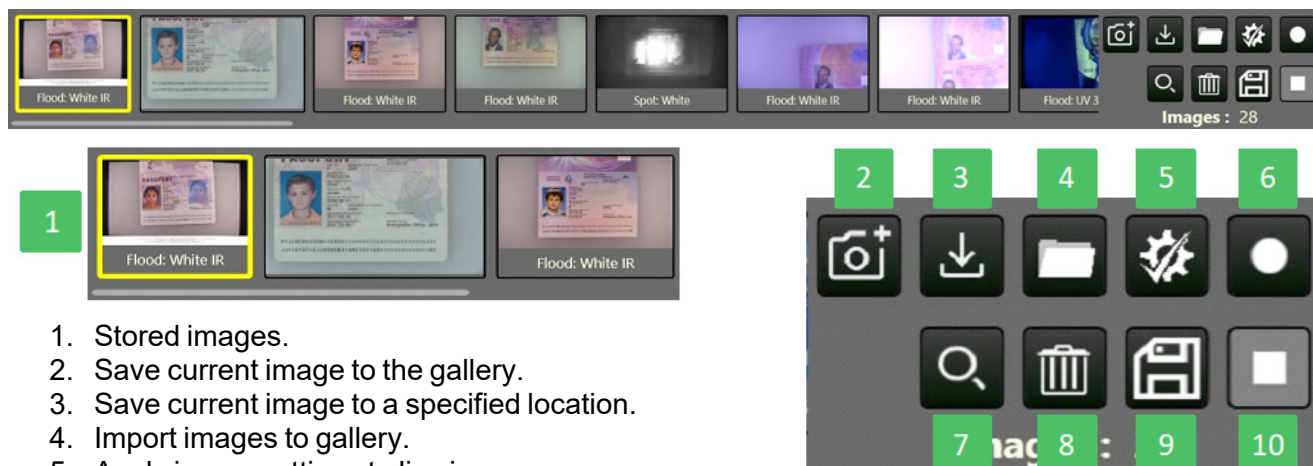 Flood: White IR
Flood: White IR
Flood: White IR
Spot: White
Flood: White IR
Flood: White IR
Flood: UV 3
Images : 28
PASSPORT
1
Flood: White IR
Flood: White IR
2 3 4 5 6
7 8 9 10
1. Stored images.
2. Save current image to the gallery.
3. Save current image to a specified location.
4. Import images to gallery.